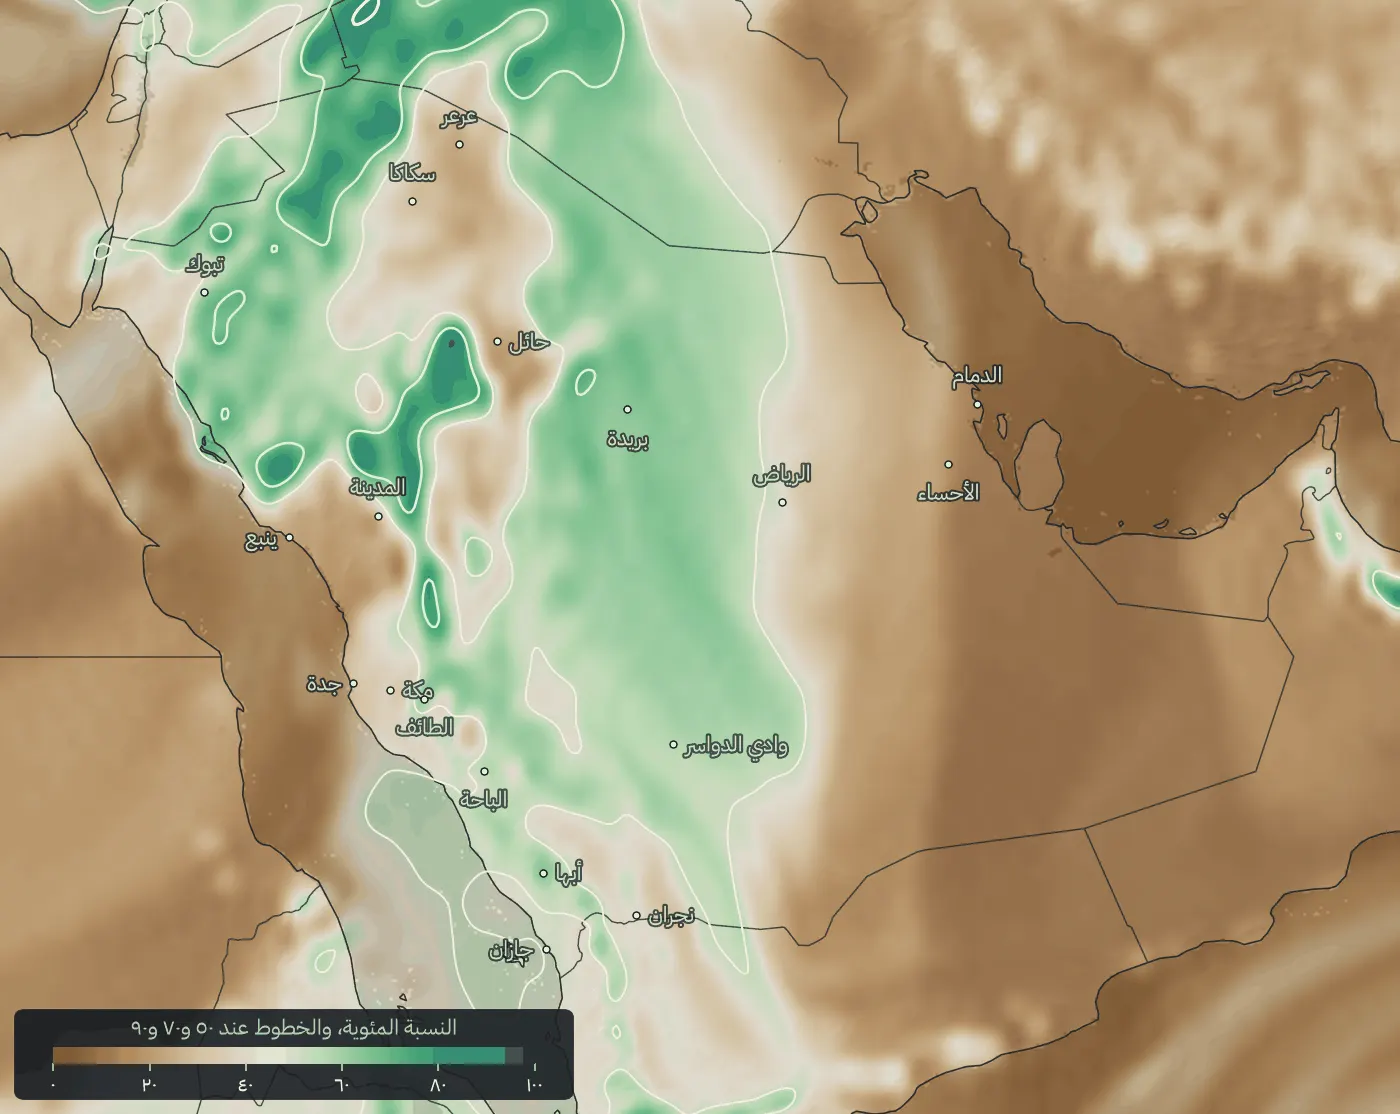 عرعر
سكاكا
تبوك
حائل
الدمام
بريدة
الرياض
الأحساء
المدينة
ينبع
جدة
مكة
الطائف
وادي الدواسر
الباحة
أبها
نجران
جازان
النسبة المئوية، والخطوط عند ٥٠ و٧٠ و٩٠
٠ ٢٠ ٤٠ ٦٠ ٨٠ ١٠٠